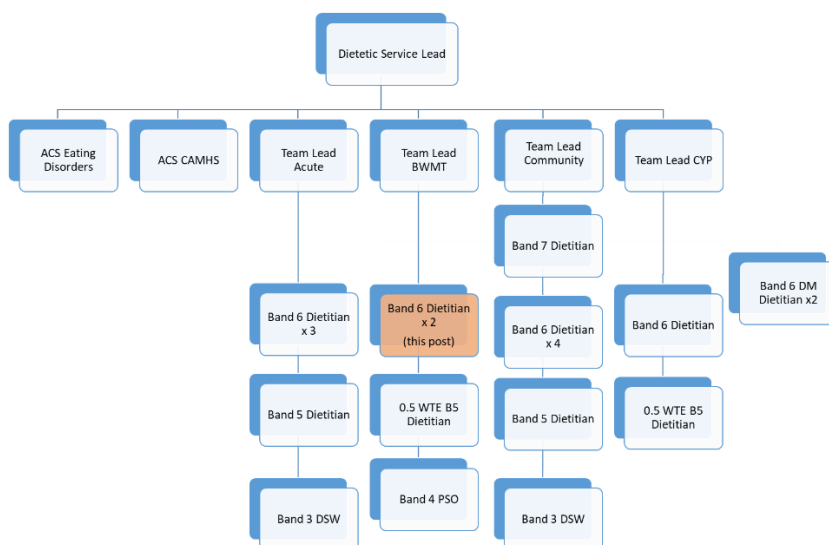 Dietetic Service Lead
ACS Eating
Disorders
ACS CAMHS
Team Lead
Acute
Team Lead
BWMT
Team Lead
Community
Team Lead CYP
Band 7 Dietitian
Band 6 DM
Dietitian x2
Band 6 Dietitian
x 3
Band 6 Dietitian
x 2
(this post)
Band 6 Dietitian
x 4
Band 6 Dietitian
Band 5 Dietitian
0.5 WTE B5
Dietitian
Band 5 Dietitian
0.5 WTE B5
Dietitian
Band 3 DSW
Band 4 PSO
Band 3 DSW